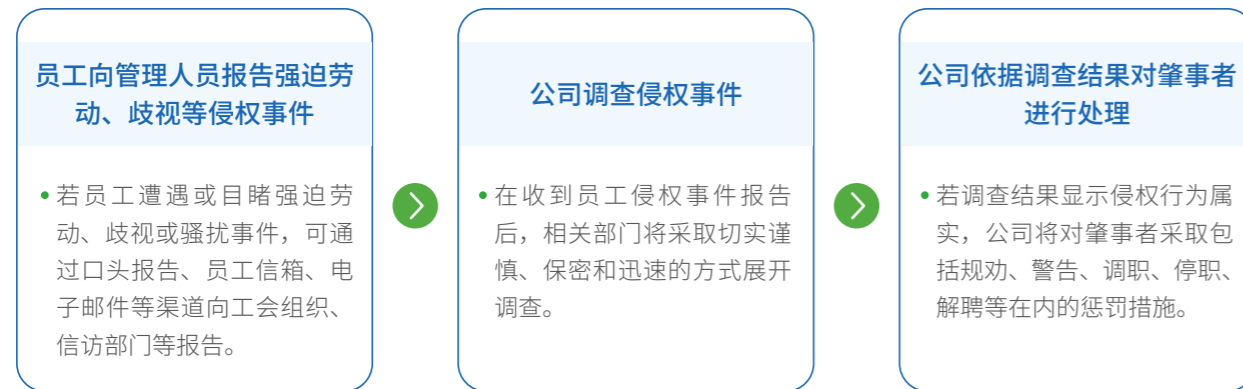 员工向管理人员报告强迫劳
动、歧视等侵权事件
若员工遭遇或目睹强迫劳
动、歧视或骚扰事件，可通
过口头报告、员工信箱、电
子邮件等渠道向工会组织、
信访部门等报告。
公司调查侵权事件
在收到员工侵权事件报告
后，相关部门将采取切实谨
慎、保密和迅速的方式展开
调查。
公司依据调查结果对肇事者
进行处理
若调查结果显示侵权行为属
实，公司将对肇事者采取包
括规劝、警告、调职、停职、
解聘等在内的惩罚措施。